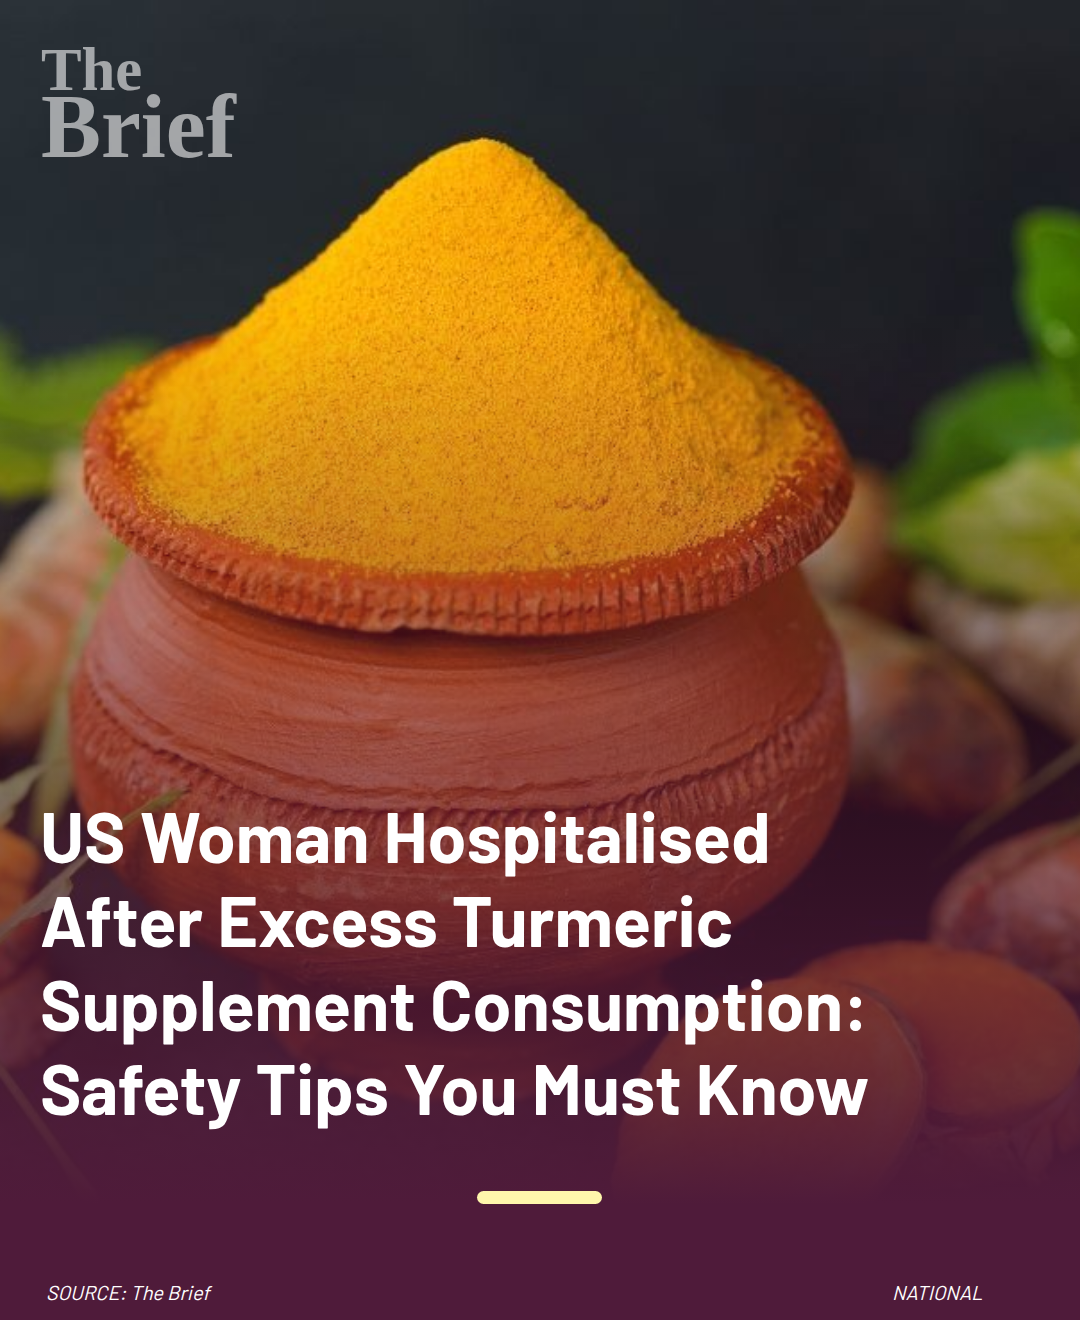 The
Brief
US Woman Hospitalised
After Excess Turmeric
Supplement Consumption:
Safety Tips You Must Know
SOURCE: The Brief
NATIONAL